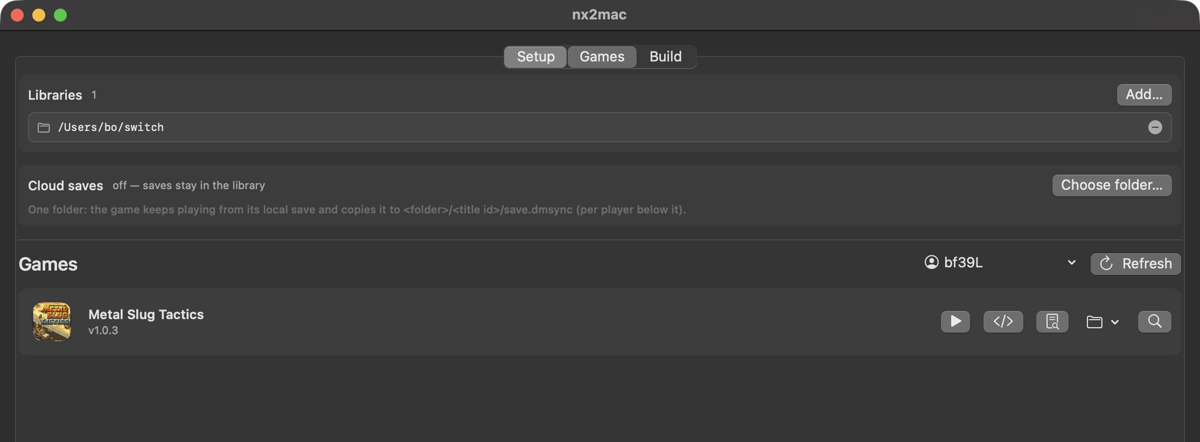 nx2mac
Setup Games Build
Libraries 1
Add...
/Users/bo/switch
Cloud saves off — saves stay in the library
Choose folder...
One folder: the game keeps playing from its local save and copies it to <folder>/<title id>/save.dmsync (per player below it).
Games
bf39L
Refresh
Metal Slug Tactics
v1.0.3